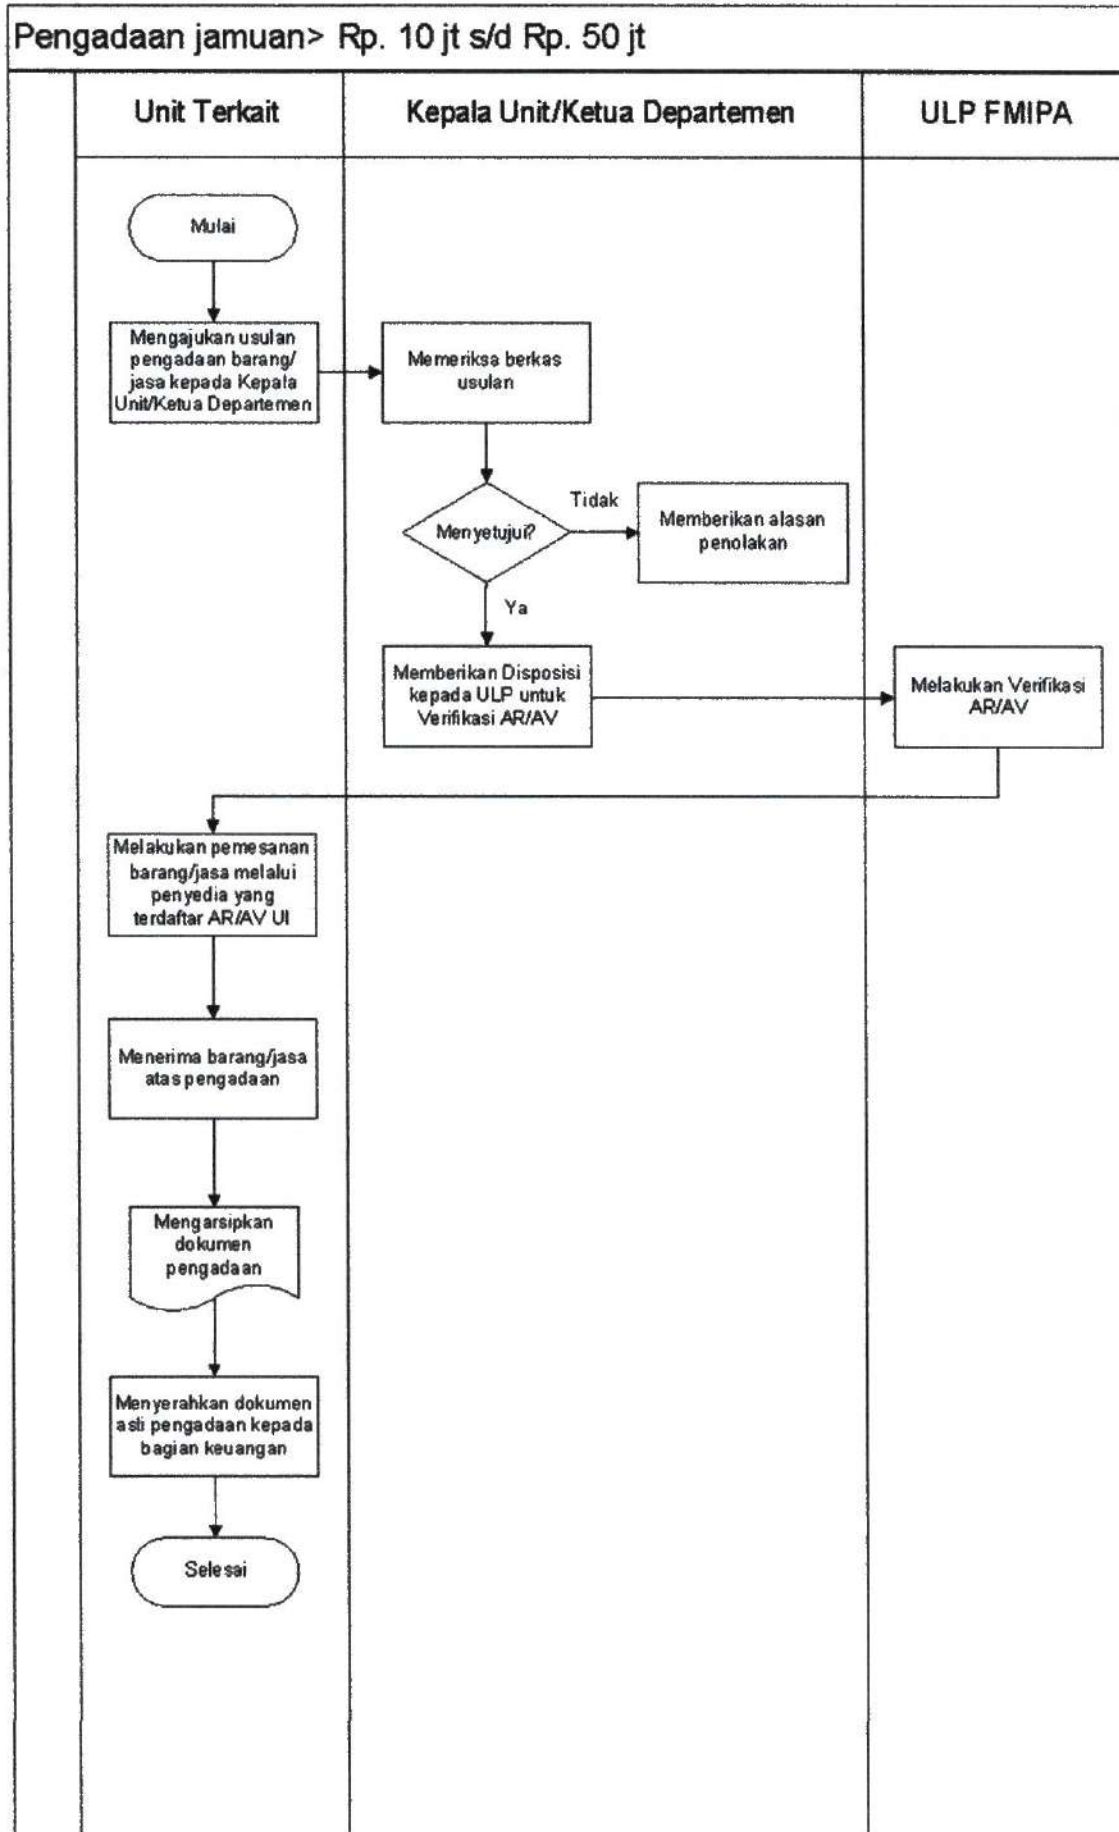 Pengadaan jamuan> Rp. 10 jt s/d Rp. 50 jt
Unit Terkait
Kepala Unit/Ketua Departemen
ULP FMIPA
Mulai
Mengajukan usulan
pengadaan barang/
jasa kepada Kepala
Unit/Ketua Departemen
Memeriksa berkas
usulan
Menyetujui?
Tidak
Memberikan alasan
penolakan
Ya
Memberikan Disposisi
kepada ULP untuk
Verifikasi AR/AV
Melakukan Verifikasi
AR/AV
Melakukan pemesanan
barang/jasa melalui
penyedia yang
terdaftar AR/AV UI
Menerima barang/jasa
atas pengadaan
Mengarsipkan
dokumen
pengadaan
Menyerahkan dokumen
asli pengadaan kepada
bagian keuangan
Selesai